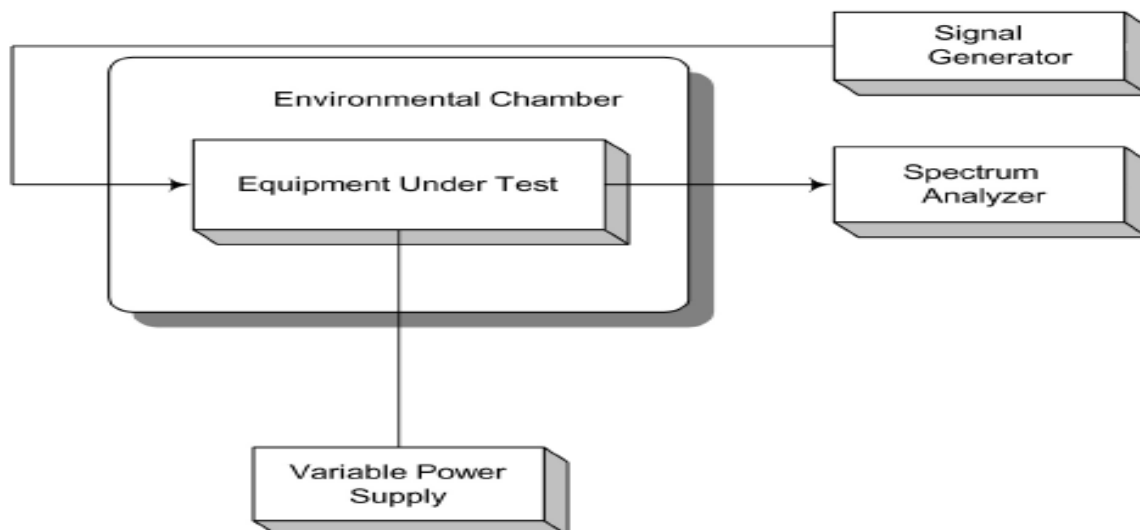 Signal
Generator
Environmental Chamber
Equipment Under Test
Spectrum
Analyzer
Variable Power
Supply